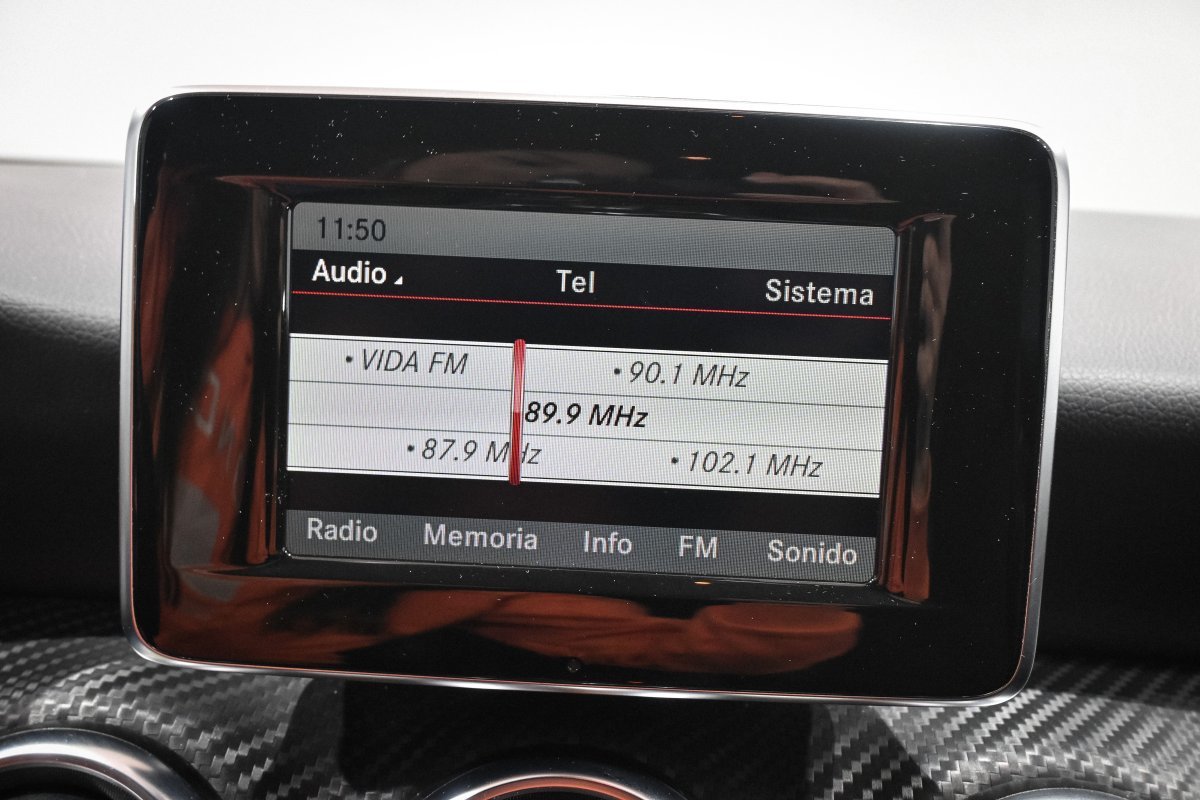 11:50
Audio Tel Sistema
• VIDA FM • 90.1 MHz
89.9 MHz
• 87.9 MHz • 102.1 MHz
Radio Memoria Info FM Sonido